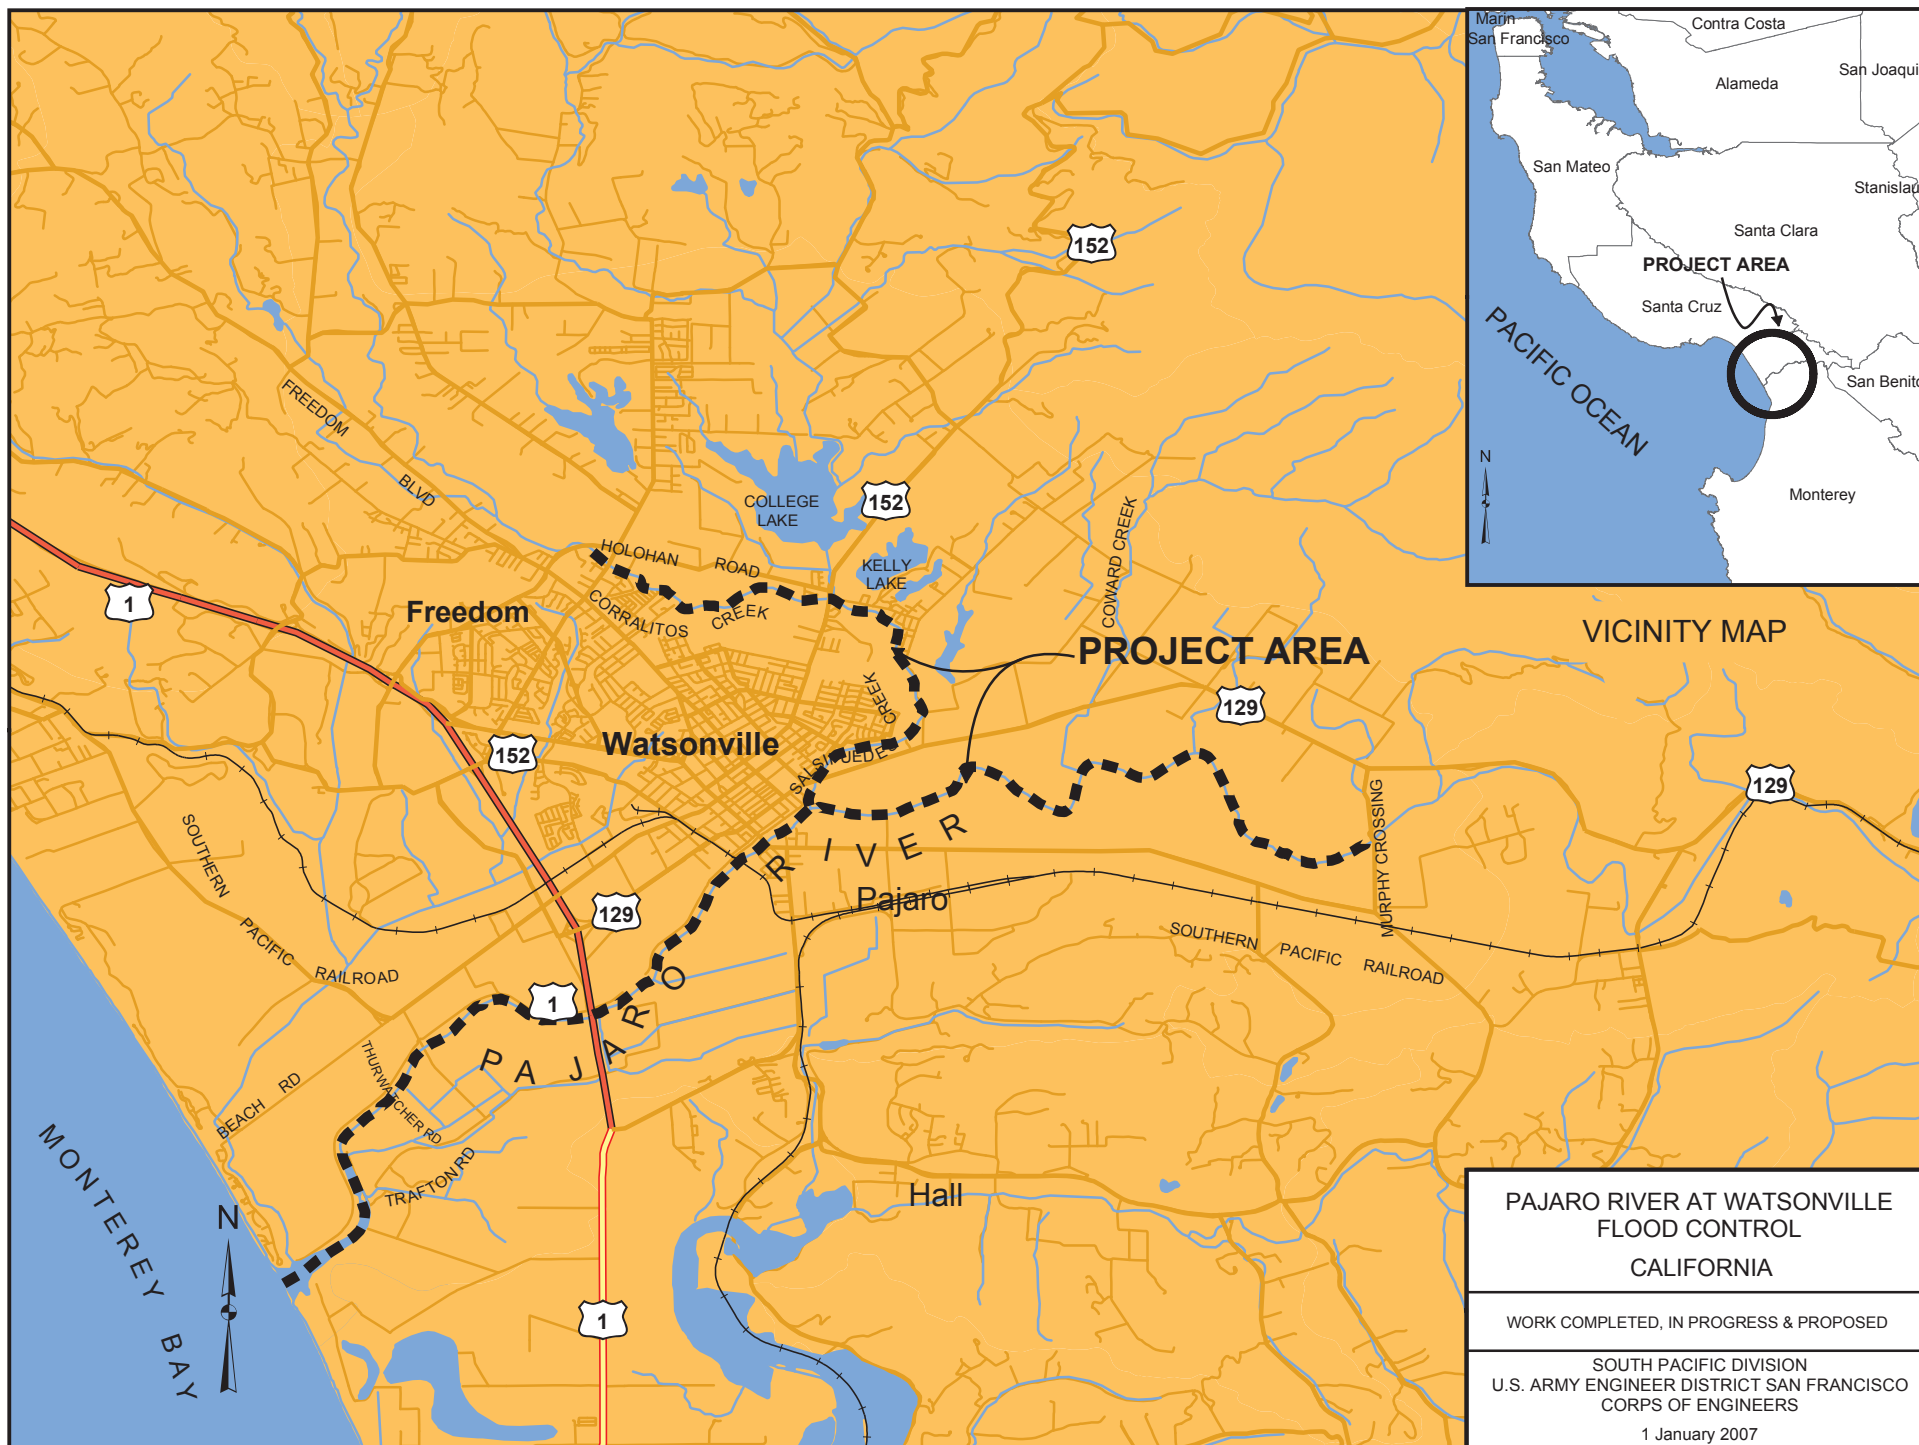 Marin
San Francisco
Contra Costa
Alameda
San Joaqui
San Mateo
Stanislau
Santa Clara
PROJECT AREA
Santa Cruz
San Benito
PACIFIC OCEAN
Monterey
N
VICINITY MAP
152
FREEDOM
BLVD
COLLEGE
LAKE
152
HOLOHAN ROAD
KELLY
LAKE
COWARD CREEK
1
Freedom
CORRALITOS CREEK
PROJECT AREA
CREEK
129
152
Watsonville
SALSIPUEDES
129
MURPHY CROSSING
SOUTHERN
PACIFIC
RAILROAD
RIVER
Pajaro
129
SOUTHERN PACIFIC RAILROAD
1
PAJARO
THURWATCHER RD
BEACH RD
TRAFTON RD
MONTEREY BAY
N
Hall
1
PAJARO RIVER AT WATSONVILLE
FLOOD CONTROL
CALIFORNIA
WORK COMPLETED, IN PROGRESS & PROPOSED
SOUTH PACIFIC DIVISION
U.S. ARMY ENGINEER DISTRICT SAN FRANCISCO
CORPS OF ENGINEERS
1 January 2007